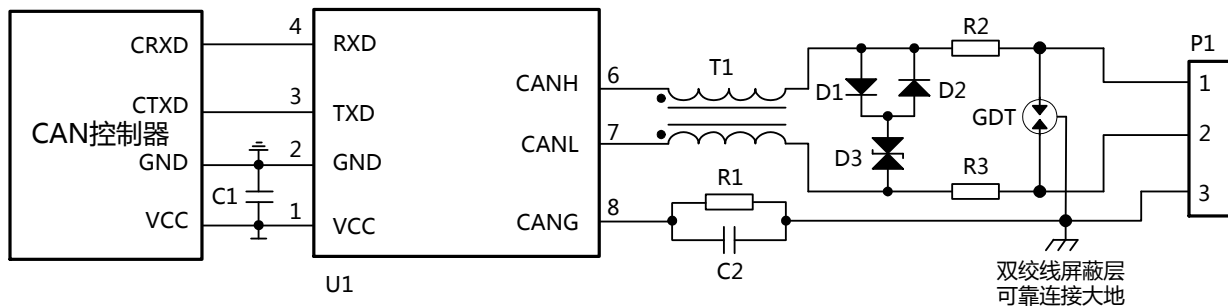 CAN控制器
CRXD
CTXD
GND
VCC
4
3
2
1
C1
RXD
TXD
GND
VCC
CANH
CANL
CANG
U1
6
7
8
T1
R1
C2
D1
D2
D3
R2
R3
GDT
P1
1
2
3
双绞线屏蔽层
可靠连接大地